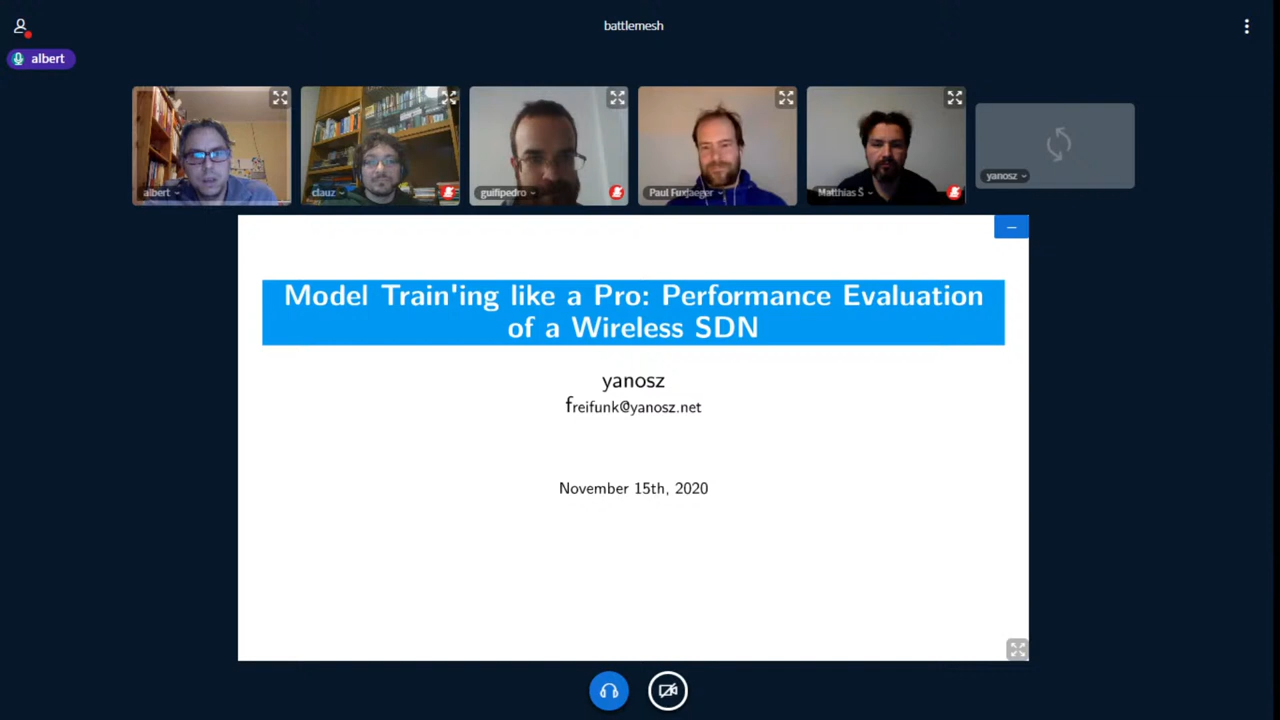 battlemesh
albert
albert
clauz
guifipedro
Paul Fuxjaeger
Matthias Š
yanosz
Model Train'ing like a Pro: Performance Evaluation
of a Wireless SDN
yanosz
freifunk@yanosz.net
November 15th, 2020